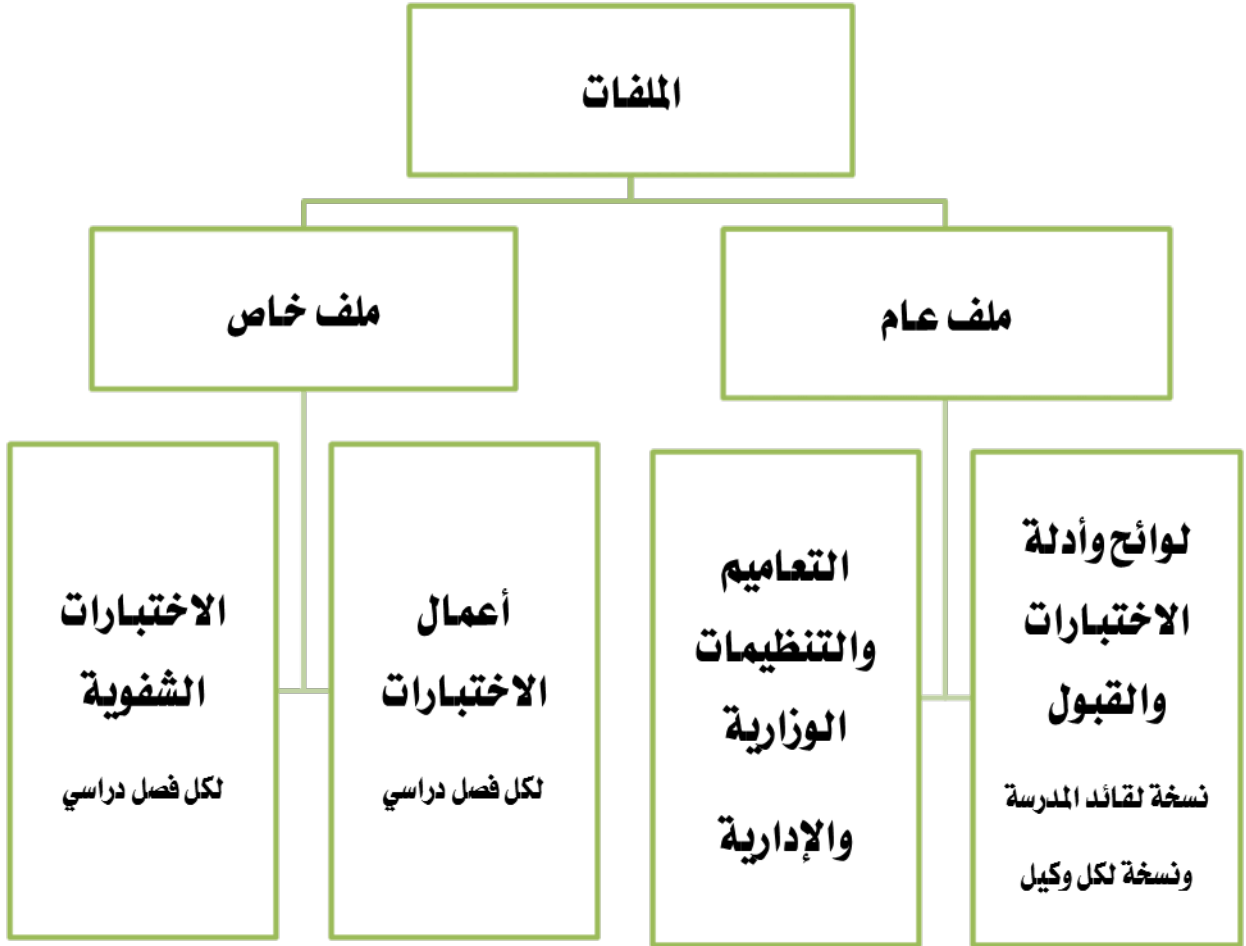 الملفات
ملف عام
ملف خاص
لوائح وأدلة
الاختبارات
والقبول
نسخة لقائد المدرسة
ونسخة لكل وكيل
التعاميم
والتنظيمات
الوزارية
والإدارية
أعمال
الاختبارات
لكل فصل دراسي
الاختبارات
الشفوية
لكل فصل دراسي